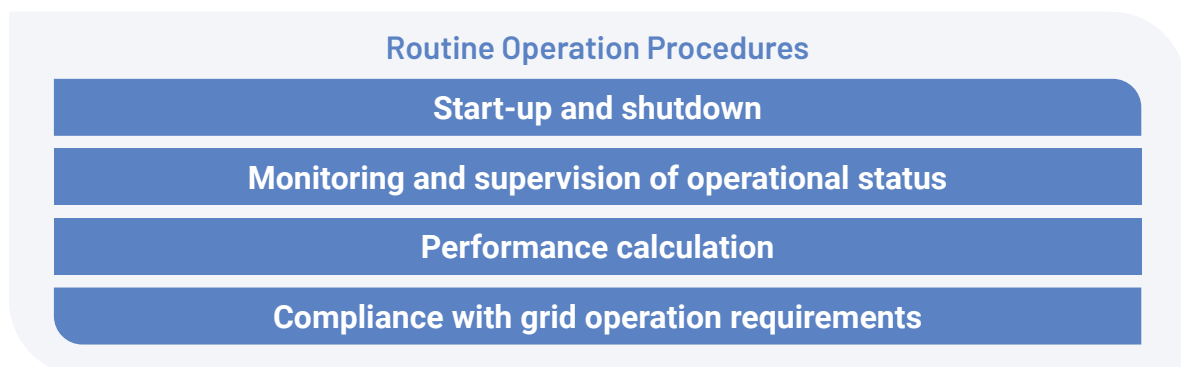 Routine Operation Procedures
Start-up and shutdown
Monitoring and supervision of operational status
Performance calculation
Compliance with grid operation requirements